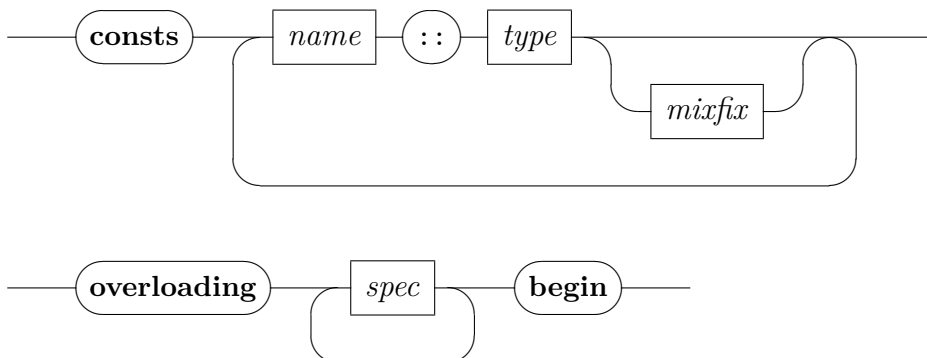 consts name :: type
mixfix
overloading spec begin